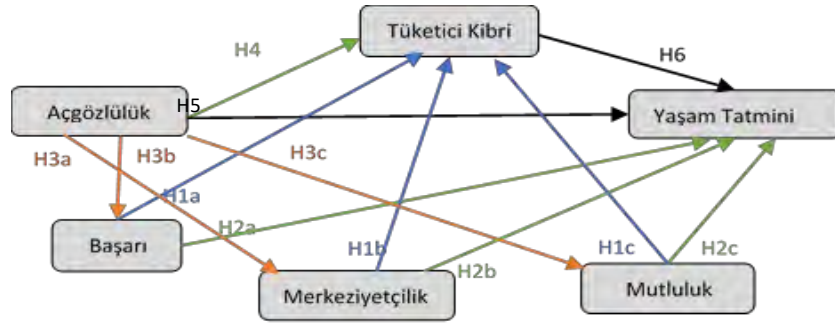 Tüketici Kibri
H4
H6
Açgözlülük
H5
Yaşam Tatmini
H3a
H3b
H3c
H1a
H2a
Başarı
H1b
H2b
H1c
H2c
Merkeziyetçilik
Mutluluk